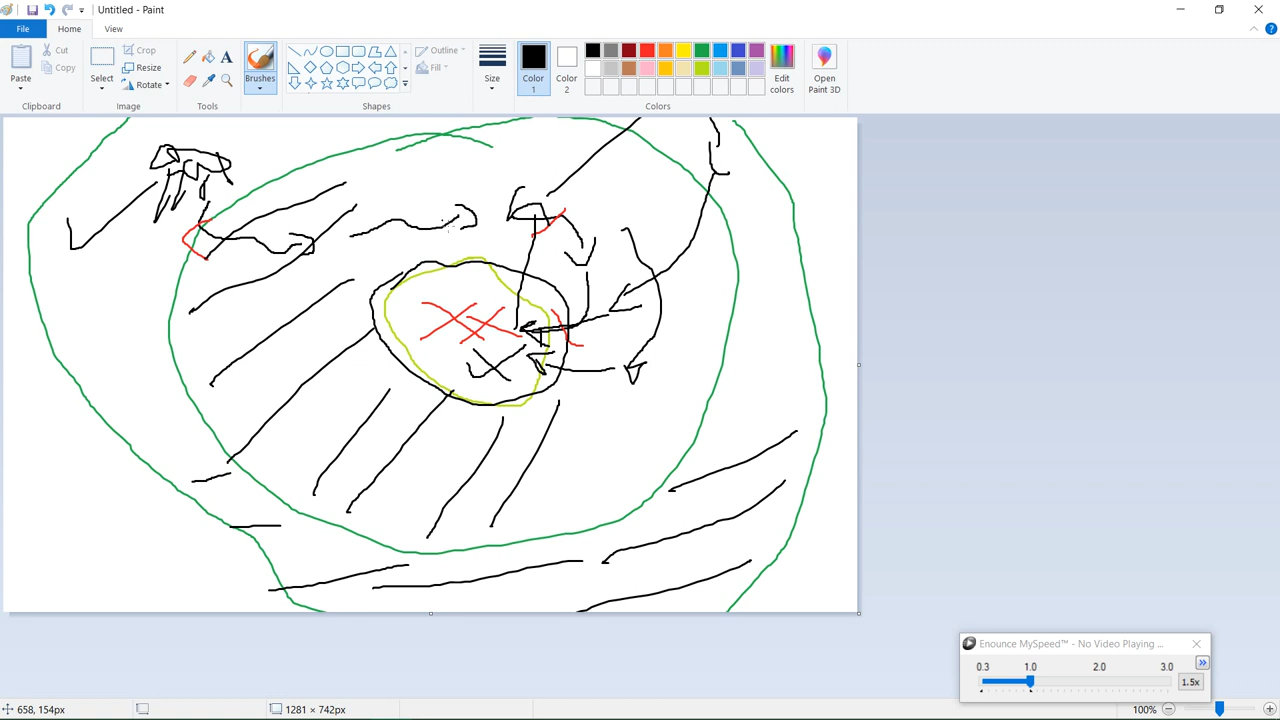 Untitled - Paint
File Home View
Cut Crop Outline
Copy Resize Fill
Paste Select Rotate Brushes Size Color Color Edit Open
1 2 colors Paint 3D
Clipboard Image Tools Shapes Colors
Enounce MySpeed™ - No Video Playing ...
0.3 1.0 2.0 3.0
1.5x
658, 154px 1281 × 742px 100%